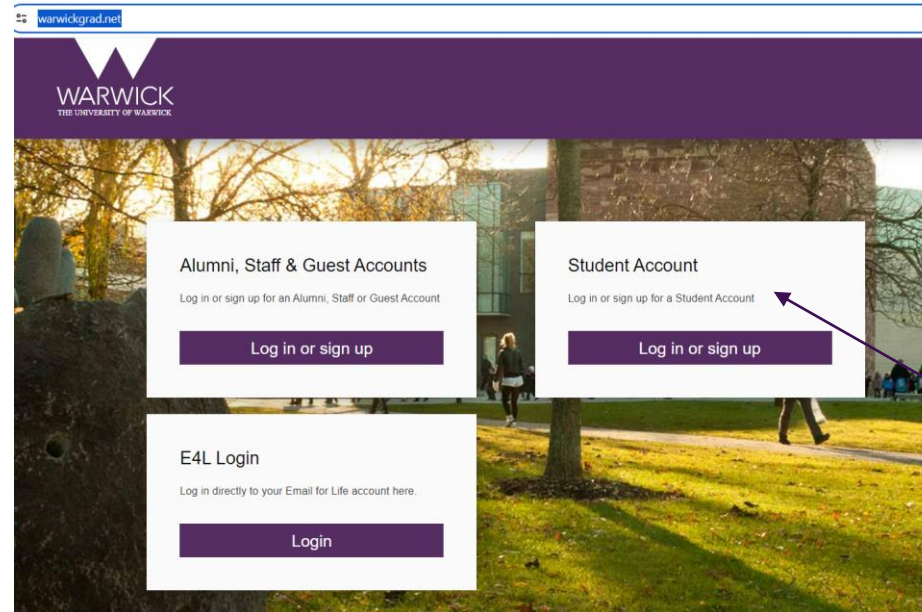 warwickgrad.net
WARWICK
THE UNIVERSITY OF WARWICK
Alumni, Staff & Guest Accounts
Log in or sign up for an Alumni, Staff or Guest Account
Log in or sign up
Student Account
Log in or sign up for a Student Account
Log in or sign up
E4L Login
Log in directly to your Email for Life account here.
Login